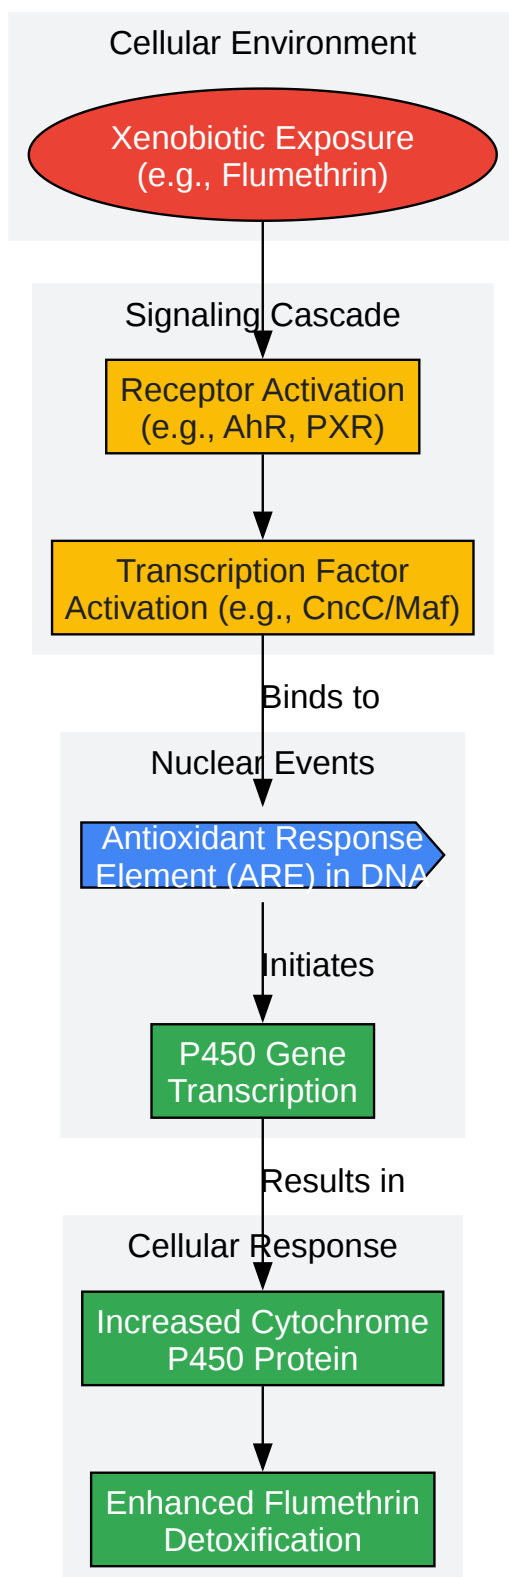 Cellular Environment
Xenobiotic Exposure
(e.g., Flumethrin)
Signaling Cascade
Receptor Activation
(e.g., AhR, PXR)
Transcription Factor
Activation (e.g., CncC/Maf)
Binds to
Nuclear Events
Antioxidant Response
Element (ARE) in DNA
Initiates
P450 Gene
Transcription
Results in
Cellular Response
Increased Cytochrome
P450 Protein
Enhanced Flumethrin
Detoxification